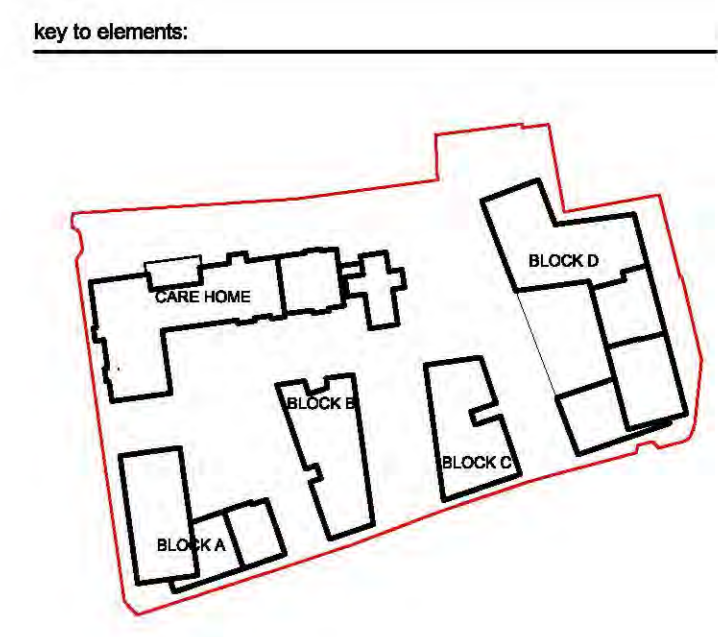 key to elements:
BLOCK D
CARE HOME
BLOCK B
BLOCK C
BLOCK A